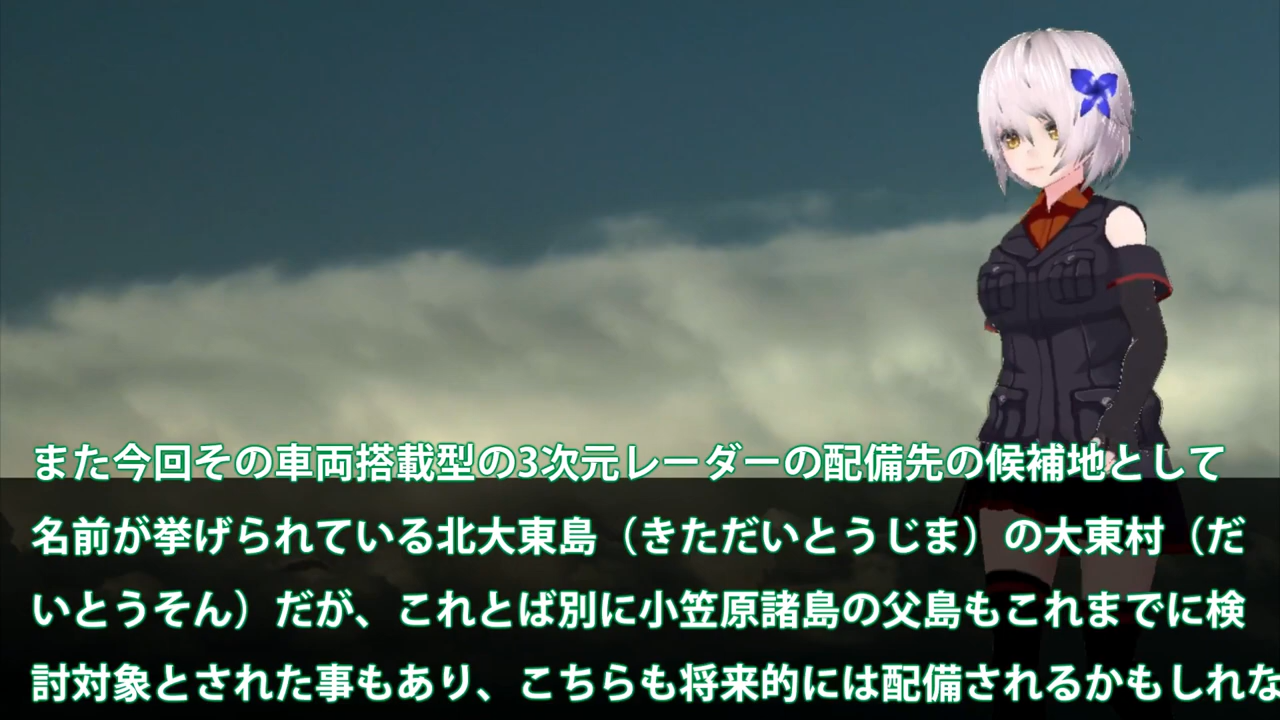 また今回その車両搭載型の3次元レーダーの配備先の候補地として
名前が挙げられている北大東島（きただいとうじま）の大東村（だ
いとうそん）だが、これとば別に小笠原諸島の父島もこれまでに検
討対象とされた事もあり、こちらも将来的には配備されるかもしれな